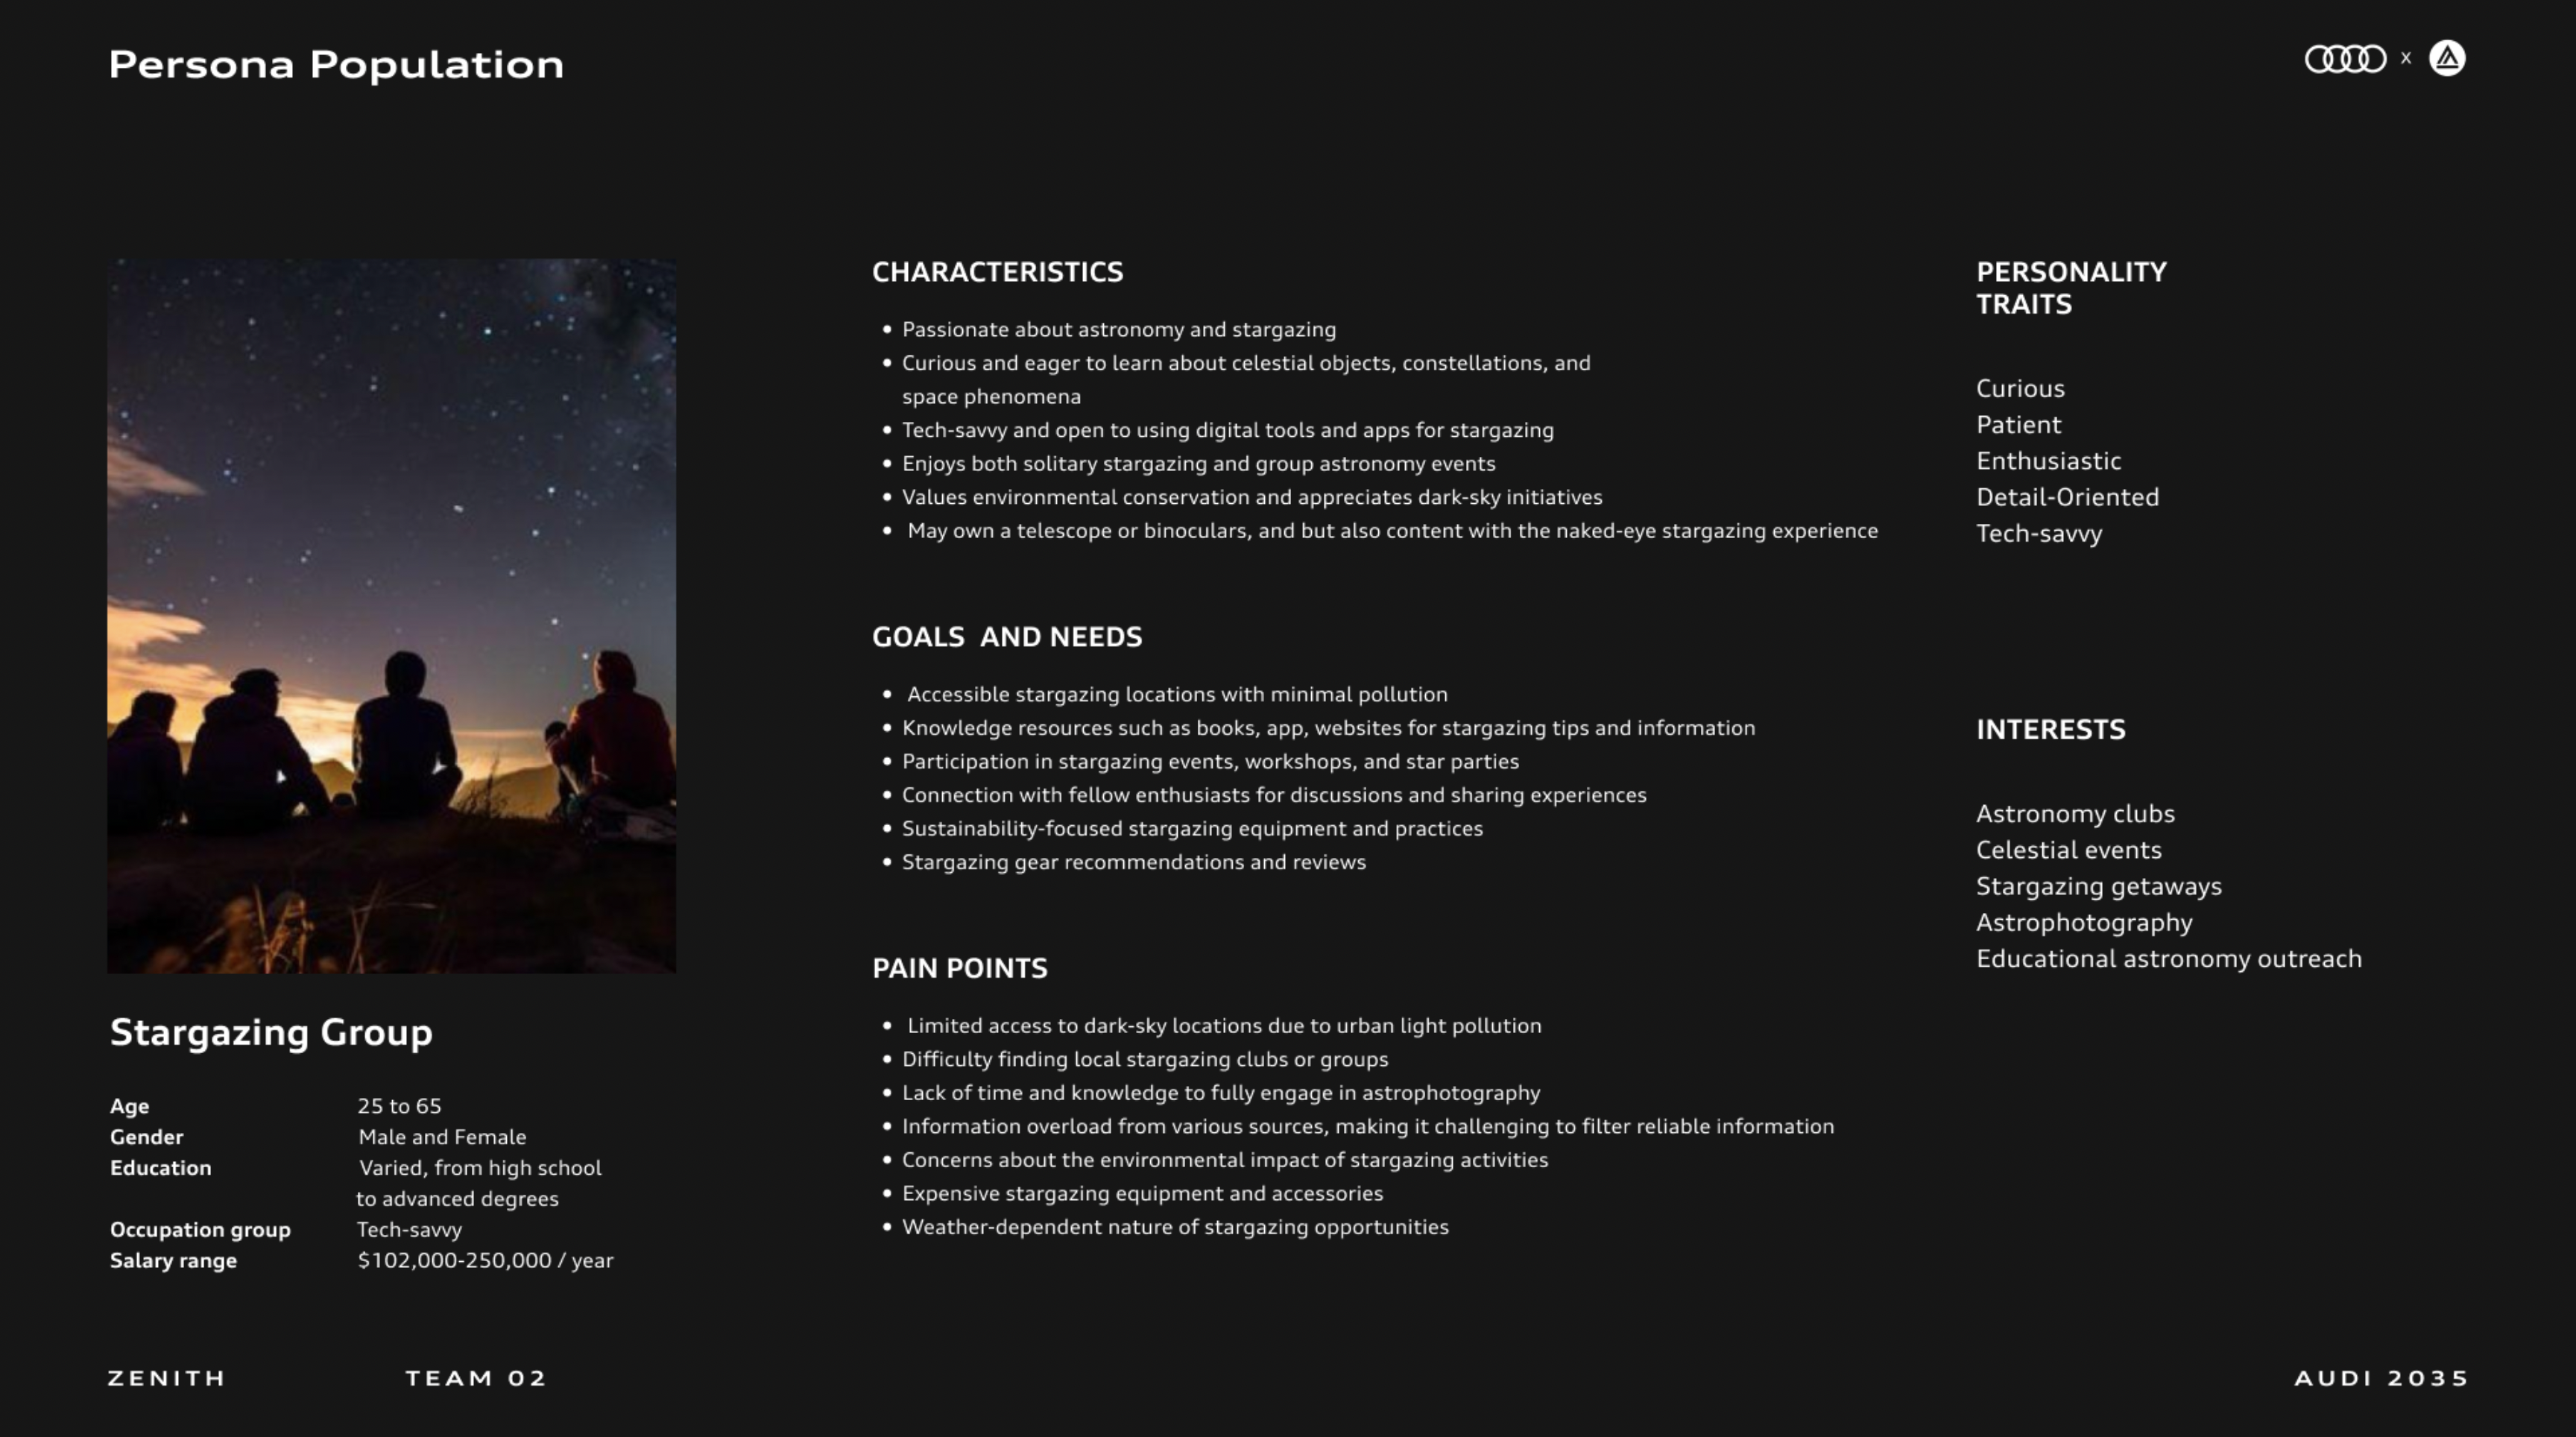 Persona Population
X
Stargazing Group
Age 25 to 65
Gender Male and Female
Education Varied, from high school
to advanced degrees
Occupation group Tech-savvy
Salary range $102,000-250,000 / year
CHARACTERISTICS
• Passionate about astronomy and stargazing
• Curious and eager to learn about celestial objects, constellations, and
space phenomena
• Tech-savvy and open to using digital tools and apps for stargazing
• Enjoys both solitary stargazing and group astronomy events
• Values environmental conservation and appreciates dark-sky initiatives
• May own a telescope or binoculars, and but also content with the naked-eye stargazing experience
GOALS AND NEEDS
• Accessible stargazing locations with minimal pollution
• Knowledge resources such as books, app, websites for stargazing tips and information
• Participation in stargazing events, workshops, and star parties
• Connection with fellow enthusiasts for discussions and sharing experiences
• Sustainability-focused stargazing equipment and practices
• Stargazing gear recommendations and reviews
PAIN POINTS
• Limited access to dark-sky locations due to urban light pollution
• Difficulty finding local stargazing clubs or groups
• Lack of time and knowledge to fully engage in astrophotography
• Information overload from various sources, making it challenging to filter reliable information
• Concerns about the environmental impact of stargazing activities
• Expensive stargazing equipment and accessories
• Weather-dependent nature of stargazing opportunities
PERSONALITY
TRAITS
Curious
Patient
Enthusiastic
Detail-Oriented
Tech-savvy
INTERESTS
Astronomy clubs
Celestial events
Stargazing getaways
Astrophotography
Educational astronomy outreach
ZENITH
TEAM 02
AUDI 2035